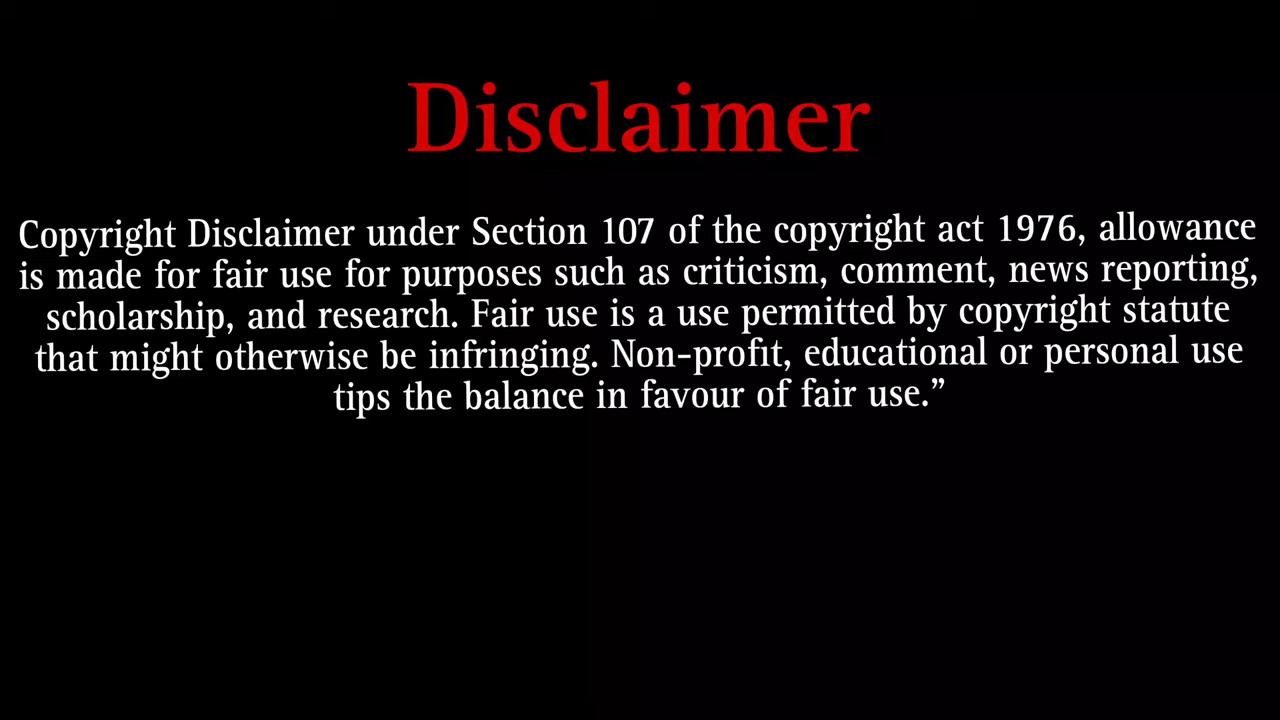 Disclaimer
Copyright Disclaimer under Section 107 of the copyright act 1976, allowance
is made for fair use for purposes such as criticism, comment, news reporting,
scholarship, and research. Fair use is a use permitted by copyright statute
that might otherwise be infringing. Non-profit, educational or personal use
tips the balance in favour of fair use.”